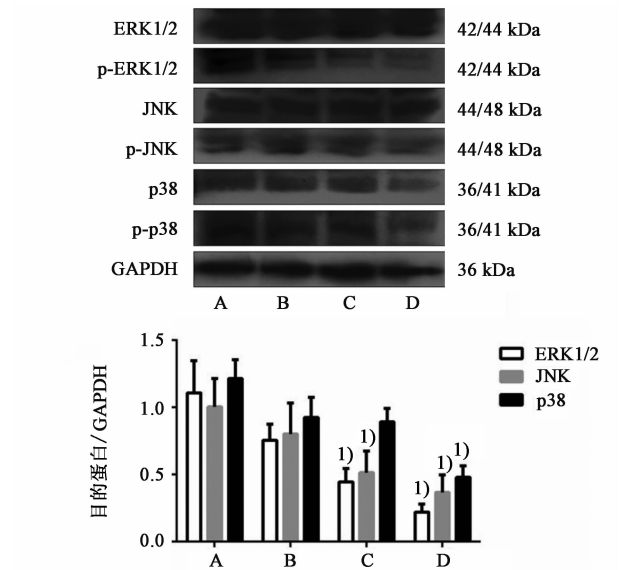 ERK1/2 42/44 kDa
p-ERK1/2 42/44 kDa
JNK 44/48 kDa
p-JNK 44/48 kDa
p38 36/41 kDa
p-p38 36/41 kDa
GAPDH 36 kDa
A B C D
目的蛋白/GAPDH
1.5
1.0
0.5
0.0
ERK1/2
JNK
p38
1) 1)
1) 1) 1)
A B C D